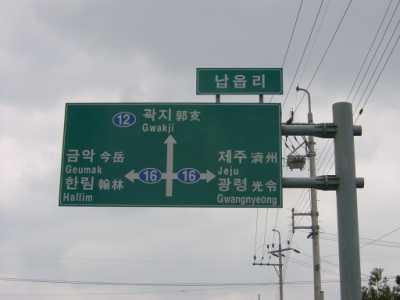 납읍리
12 곽지 郭支
Gwakji
금악 今岳
Geumak
한림 翰林
Hallim
16 16
제주 濟州
Jeju
광령 光令
Gwangnyeong